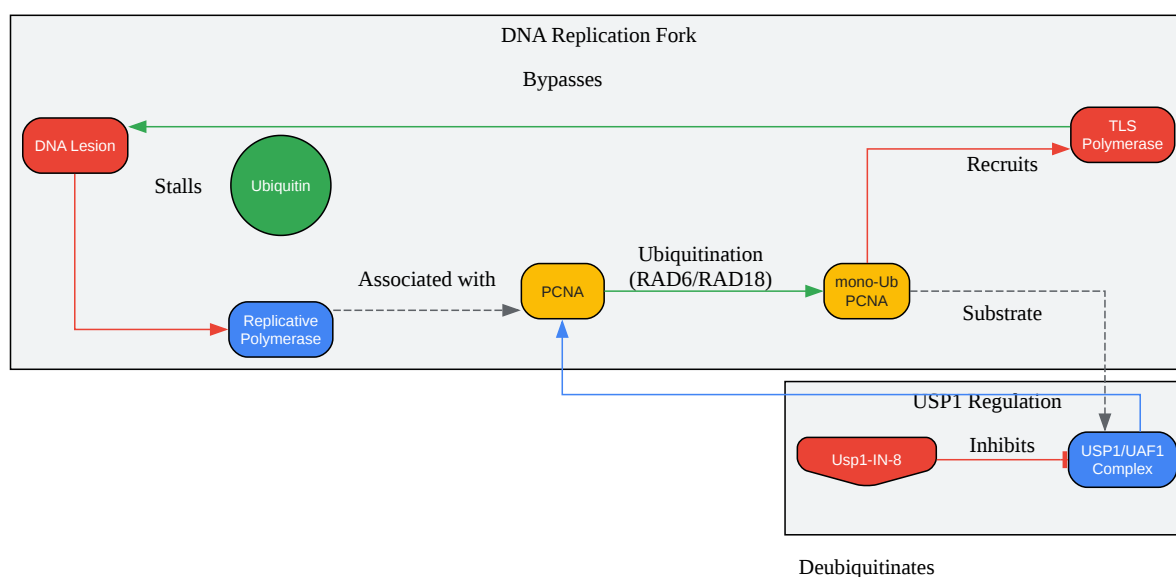 DNA Replication Fork
Bypasses
TLS
Polymerase
DNA Lesion
Stalls
Ubiquitin
Recruits
Ubiquitination
(RAD6/RAD18)
Associated with
PCNA
mono-Ub
PCNA
Substrate
Replicative
Polymerase
USP1 Regulation
Usp1-IN-8
Inhibits
USP1/UAF1
Complex
Deubiquitinates